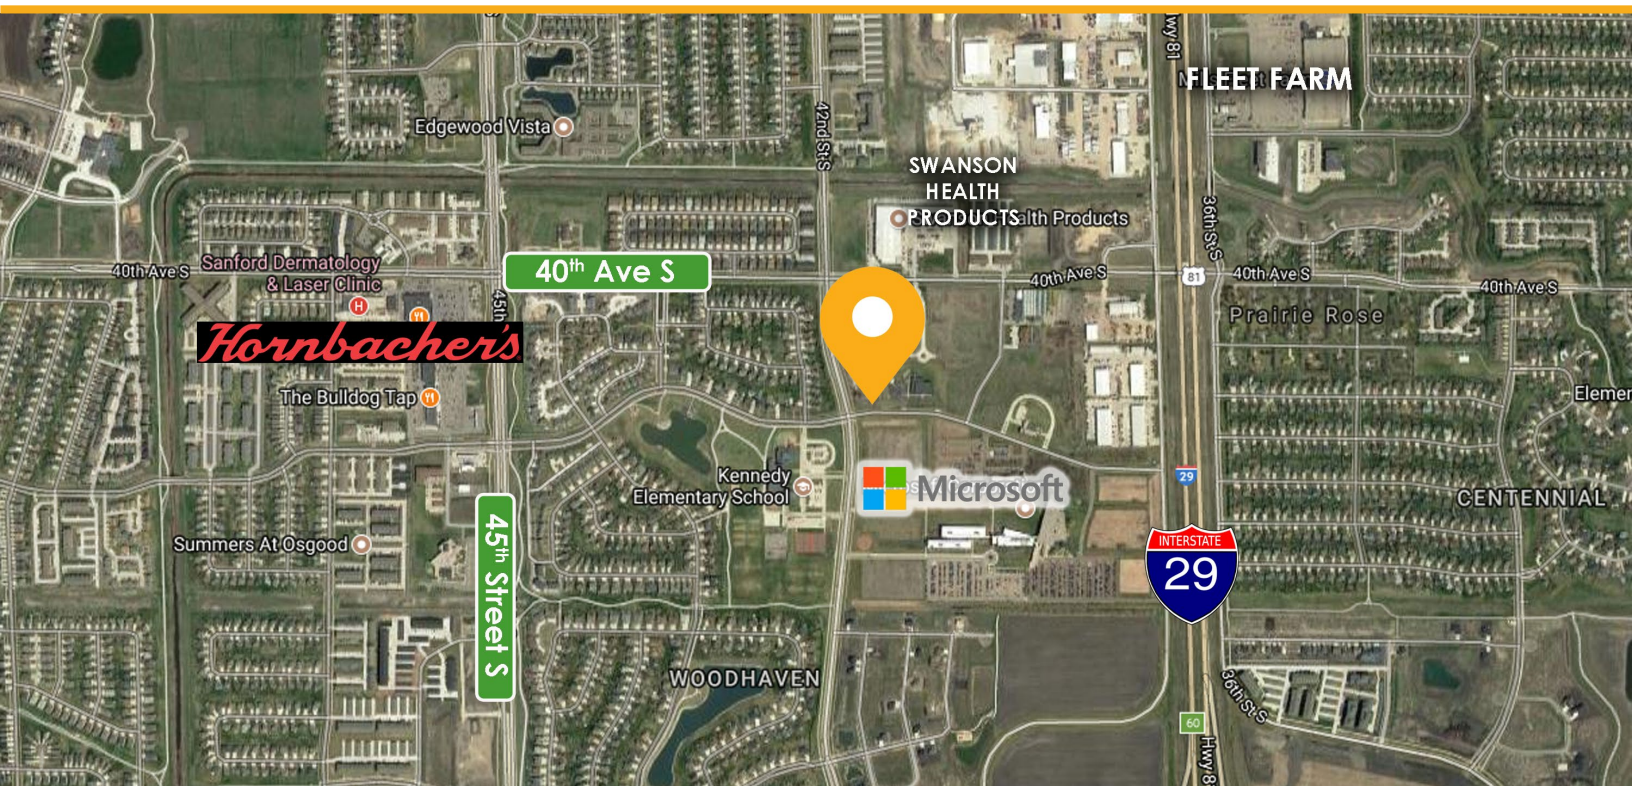 Hwy 81
FLEET FARM
42nd St S
Edgewood Vista
SWANSON
HEALTH
PRODUCTS
alth Products
36th St S
40th Ave S
Sanford Dermatology
& Laser Clinic
H
40th Ave S
40th Ave S
81
40th Ave S
40th Ave S
45th
Prairie Rose
Hornbacher's
The Bulldog Tap
Elemen
Kennedy
Elementary School
Microsoft
29
CENTENNIAL
45th Street S
Summers At Osgood
INTERSTATE
29
WOODHAVEN
36th St S
60
Hwy 8